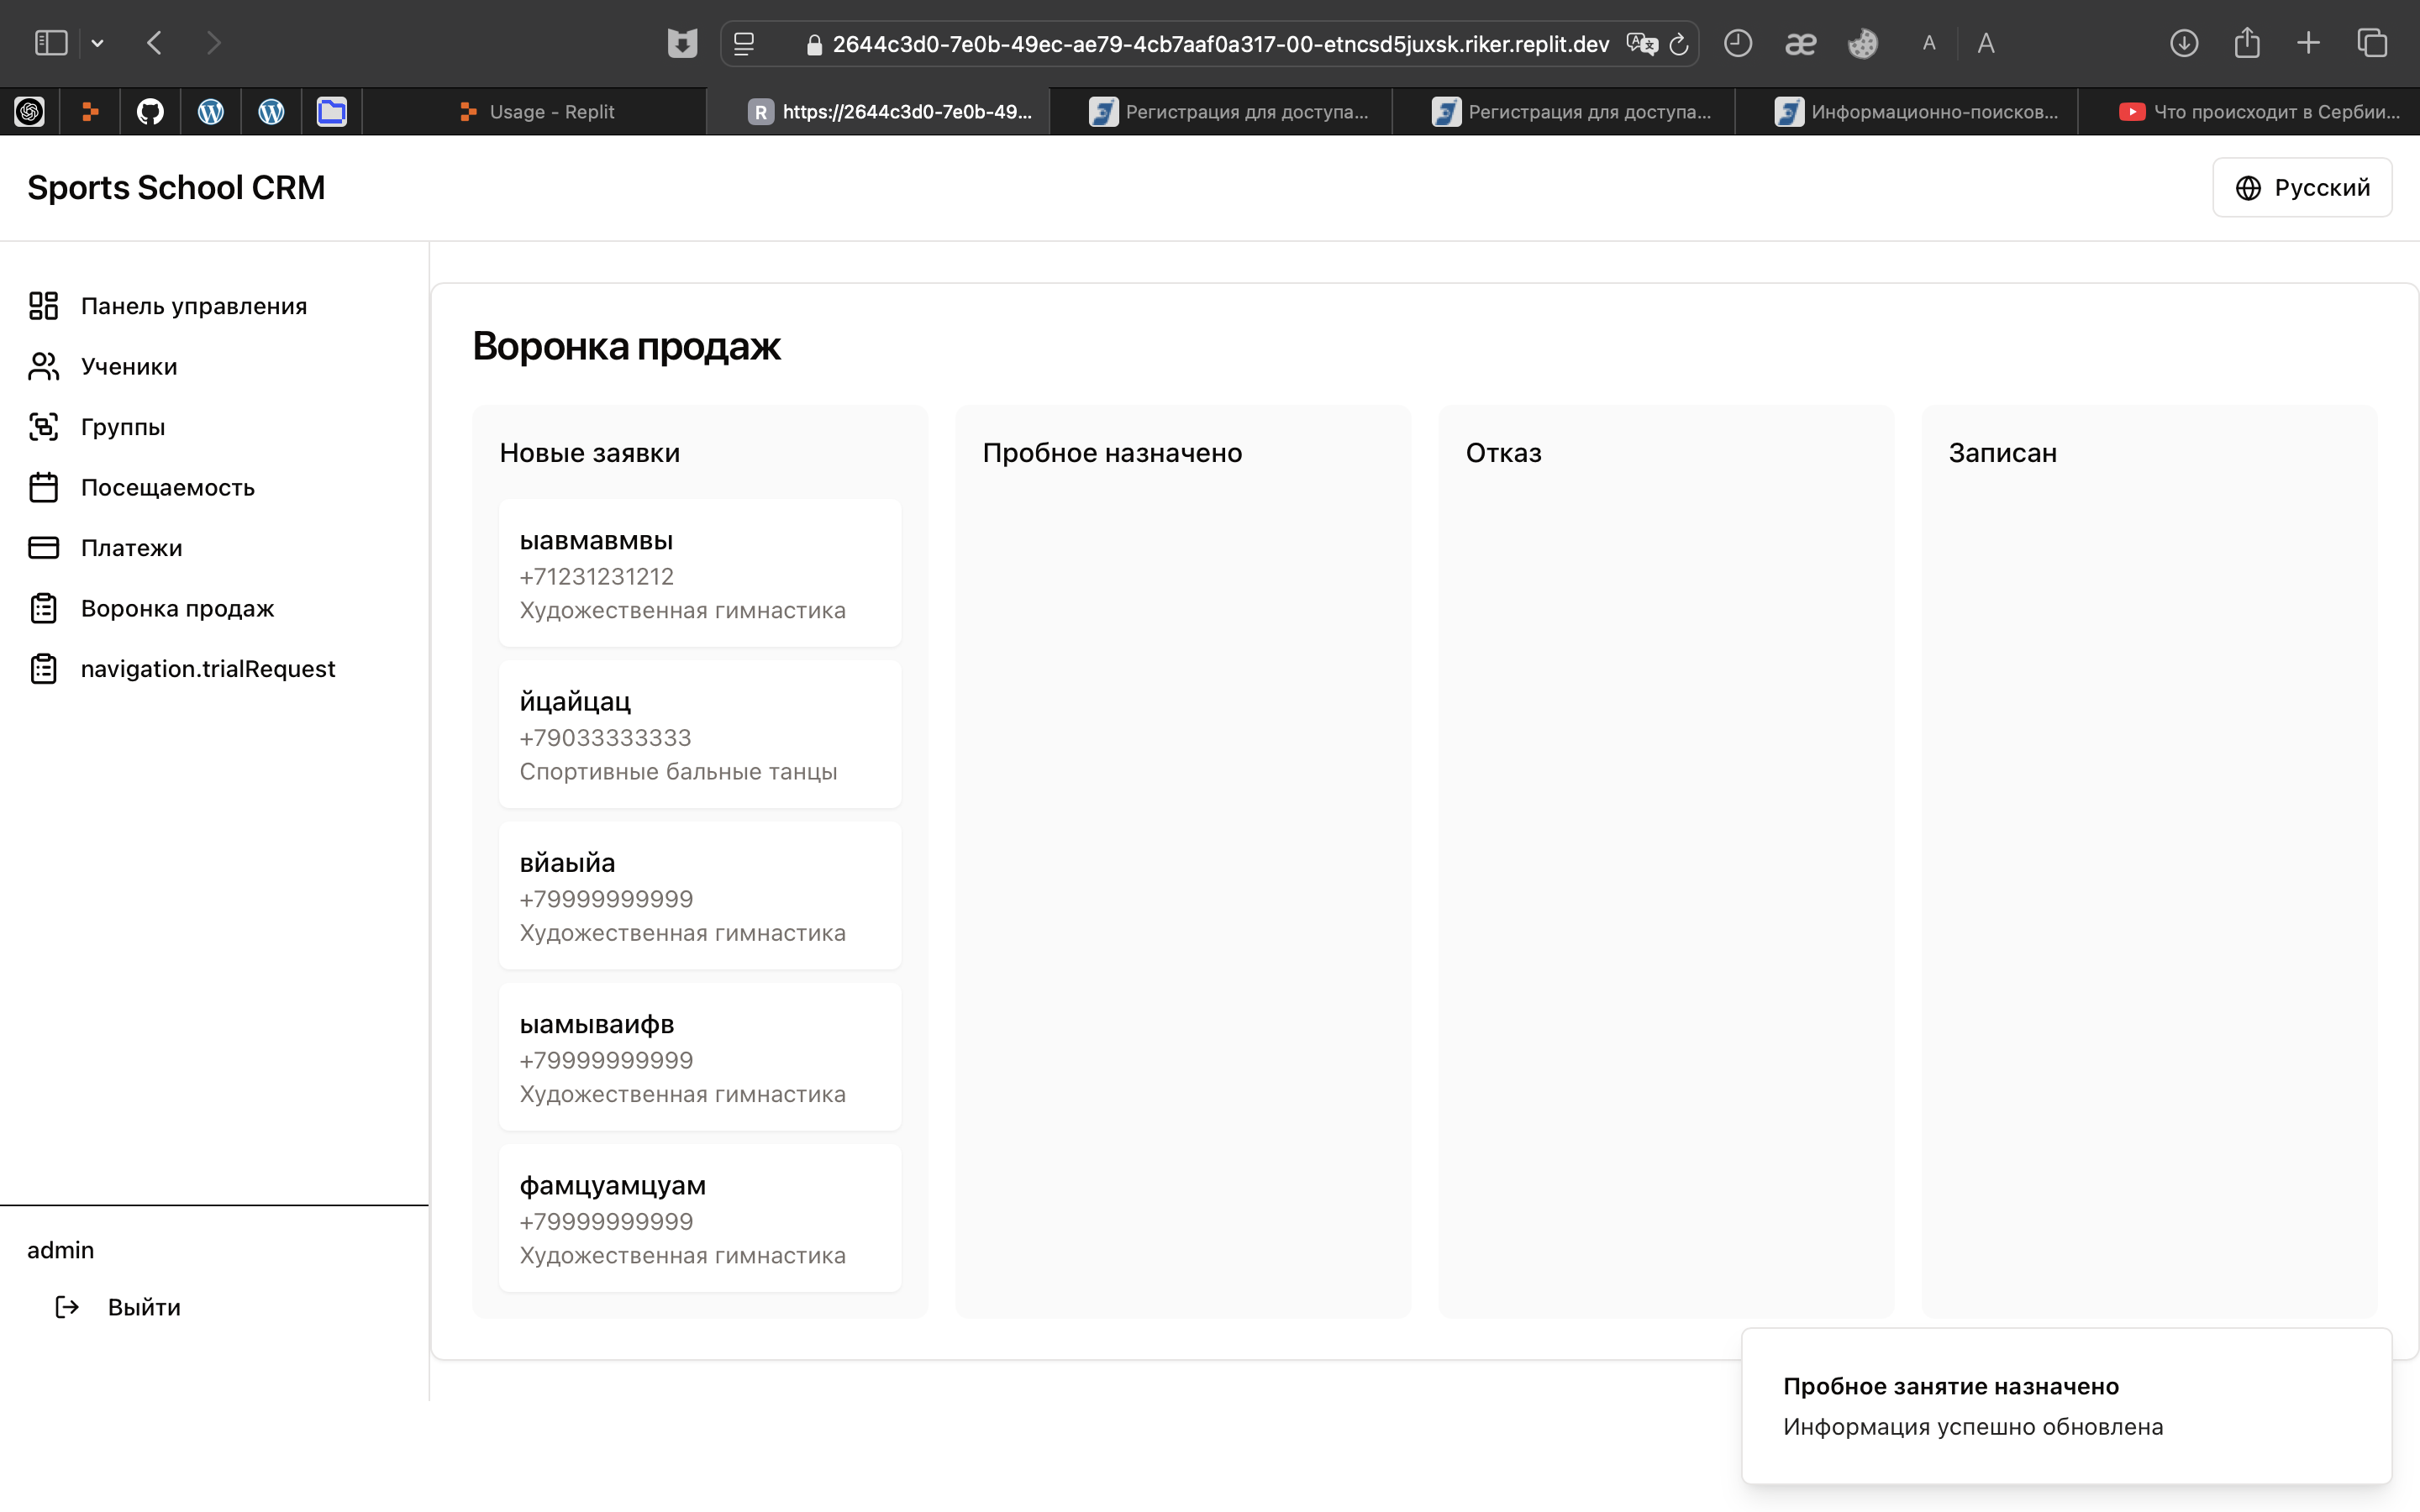 2644c3d0-7e0b-49ec-ae79-4cb7aaf0a317-00-etncsd5juxsk.riker.replit.dev
æ
A
A
Usage - Replit
R https://2644c3d0-7e0b-49...
Регистрация для доступа...
Регистрация для доступа...
Информационно-поисков...
Что происходит в Сербии...
Sports School CRM
Русский
Панель управления
Ученики
Группы
Посещаемость
Платежи
Воронка продаж
navigation.trialRequest
admin
Выйти
Воронка продаж
Новые заявки
ыавмавмвы
+71231231212
Художественная гимнастика
йцайцац
+79033333333
Спортивные бальные танцы
вйаыйа
+79999999999
Художественная гимнастика
ыамываифв
+79999999999
Художественная гимнастика
фамцуамцуам
+79999999999
Художественная гимнастика
Пробное назначено
Отказ
Записан
Пробное занятие назначено
Информация успешно обновлена